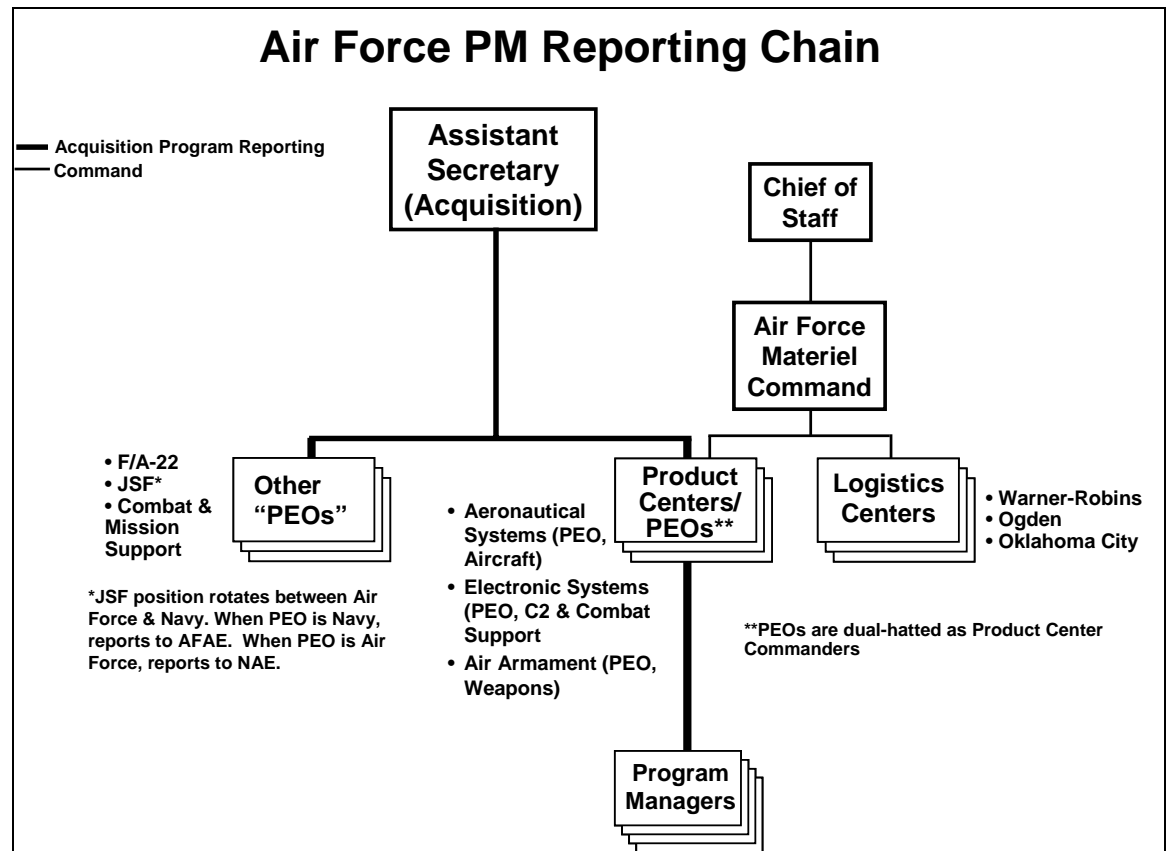 Air Force PM Reporting Chain
Acquisition Program Reporting
Command
Assistant
Secretary
(Acquisition)
Chief of
Staff
Air Force
Materiel
Command
• F/A-22
• JSF*
• Combat &
Mission
Support
Other
“PEOs”
• Aeronautical
Systems (PEO,
Aircraft)
• Electronic Systems
(PEO, C2 & Combat
Support
• Air Armament (PEO,
Weapons)
Product
Centers/
PEOs**
Logistics
Centers
• Warner-Robins
• Ogden
• Oklahoma City
*JSF position rotates between Air
Force & Navy. When PEO is Navy,
reports to AFAE. When PEO is Air
Force, reports to NAE.
**PEOs are dual-hatted as Product Center
Commanders
Program
Managers